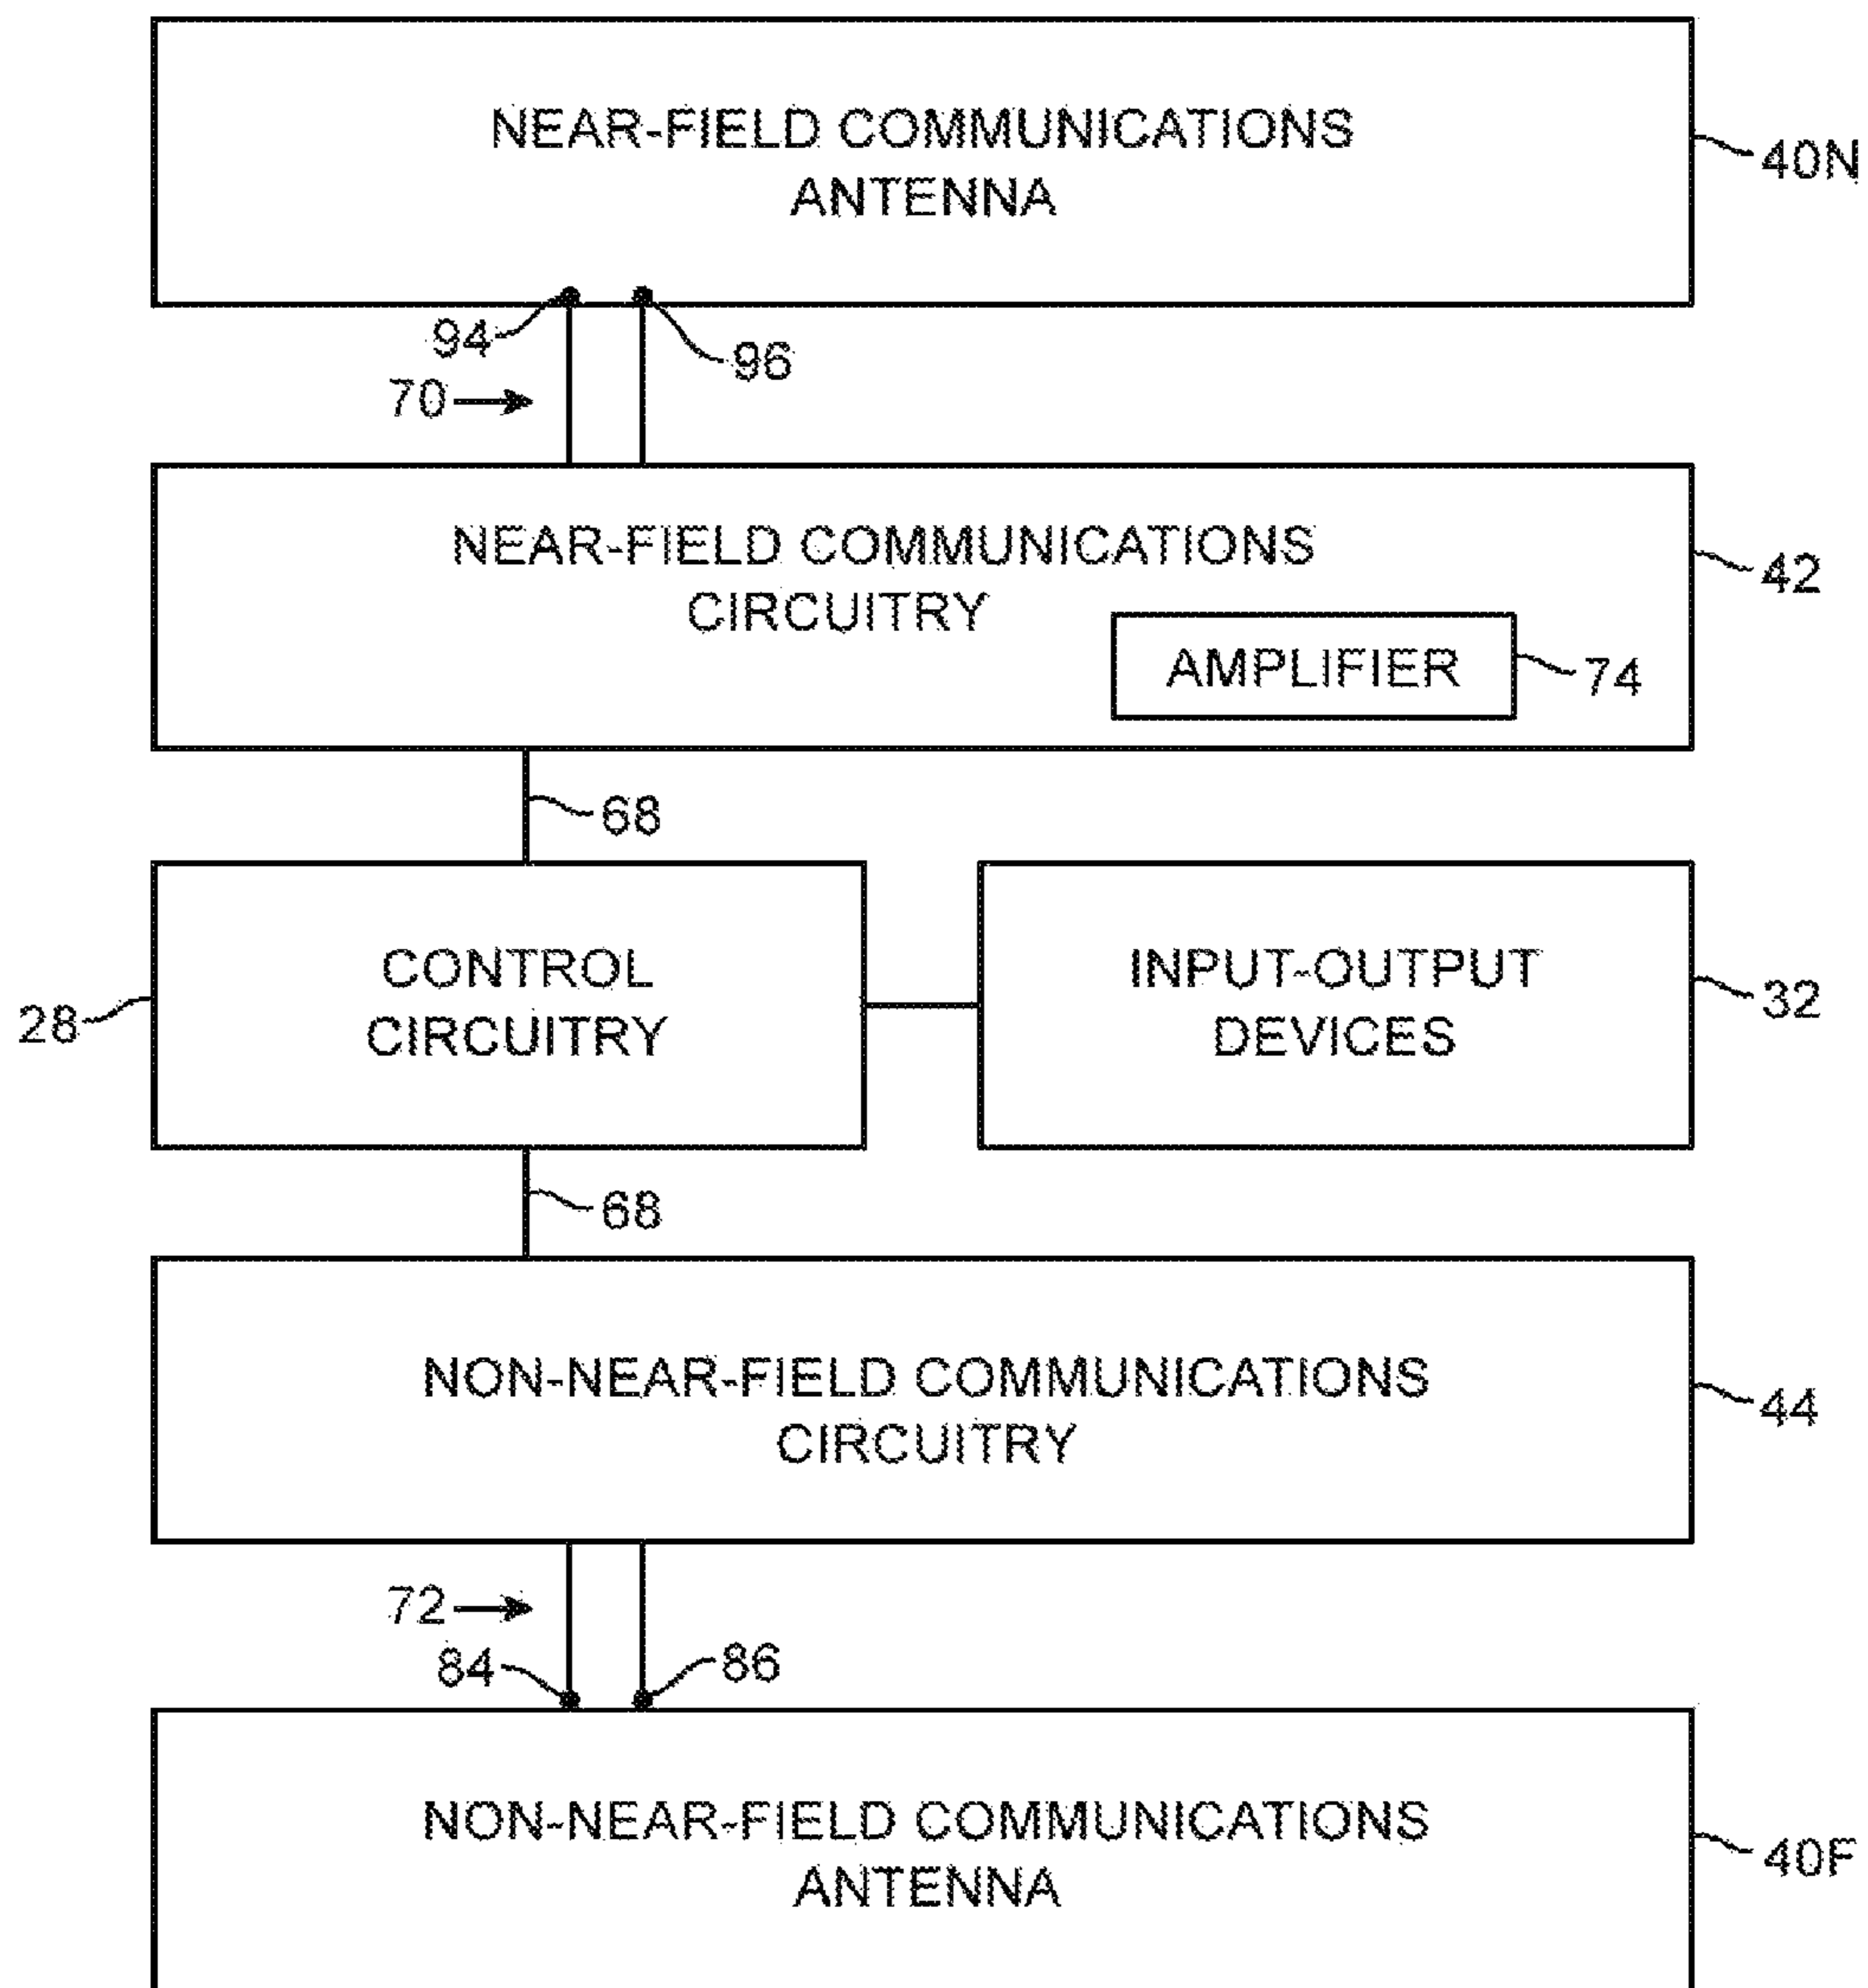 NEAR-FIELD COMMUNICATIONS
ANTENNA
40N
94
96
70
NEAR-FIELD COMMUNICATIONS
CIRCUITRY
42
AMPLIFIER
74
68
CONTROL
CIRCUITRY
28
INPUT-OUTPUT
DEVICES
32
68
NON-NEAR-FIELD COMMUNICATIONS
CIRCUITRY
44
72
84
86
NON-NEAR-FIELD COMMUNICATIONS
ANTENNA
40F